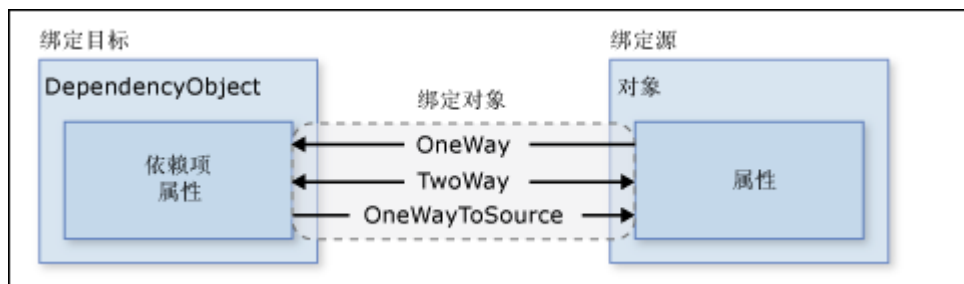 绑定目标
绑定源
DependencyObject
对象
绑定对象
OneWay
依赖项
属性
TwoWay
属性
OneWayToSource